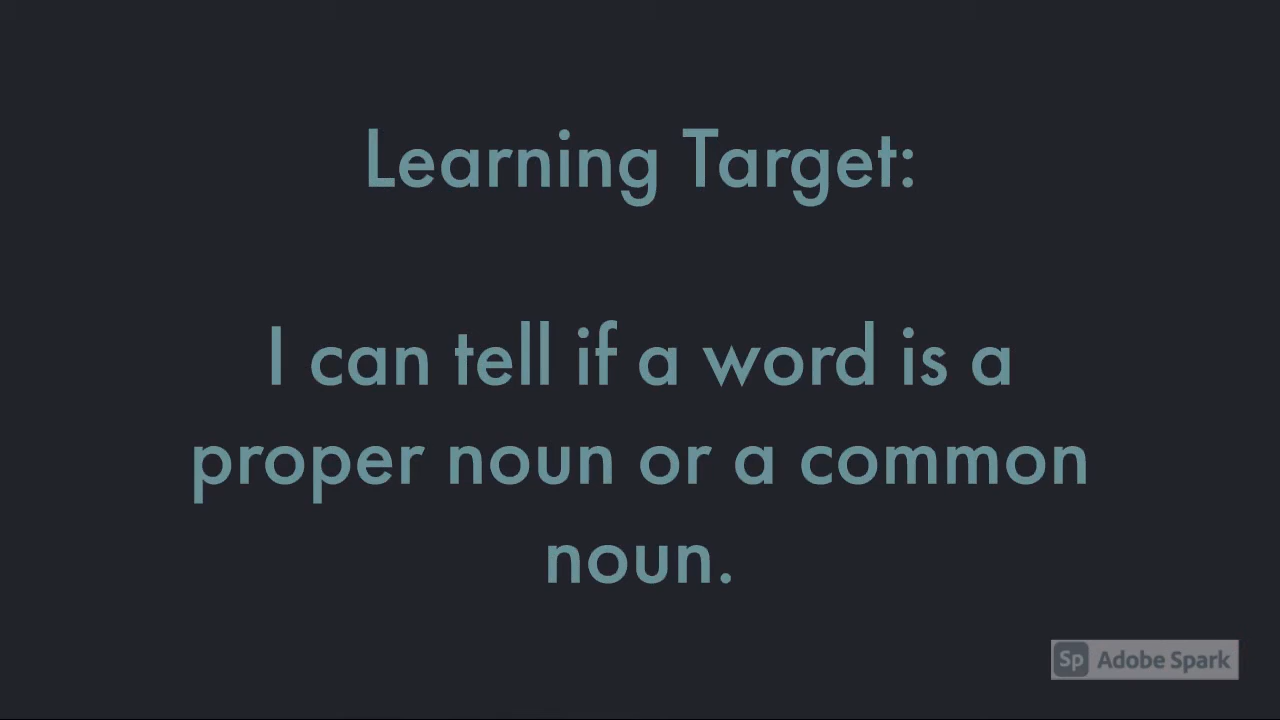 Learning Target:
I can tell if a word is a
proper noun or a common
noun.
Sp Adobe Spark